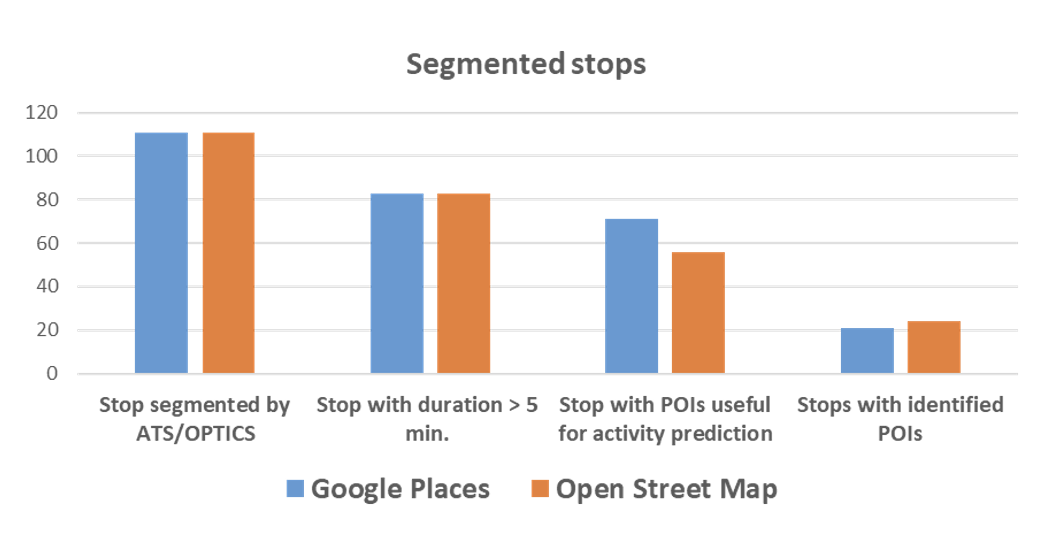 Segmented stops
120
100
80
60
40
20
0
Stop segmented by ATS/OPTICS
Stop with duration > 5 min.
Stop with POIs useful for activity prediction
Stops with identified POIs
Google Places
Open Street Map